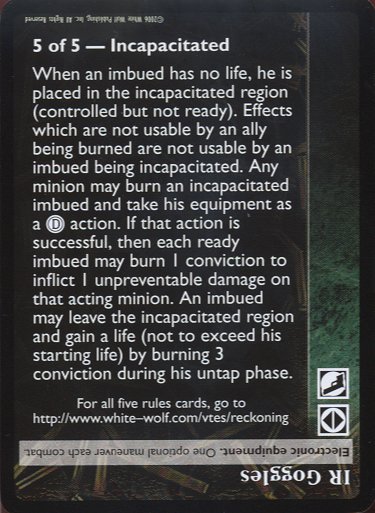 ©2006 White Wolf Publishing, Inc. All Rights Reserved
5 of 5 — Incapacitated
When an imbued has no life, he is
placed in the incapacitated region
(controlled but not ready). Effects
which are not usable by an ally
being burned are not usable by an
imbued being incapacitated. Any
minion may burn an incapacitated
imbued and take his equipment as
a D action. If that action is
successful, then each ready
imbued may burn 1 conviction to
inflict 1 unpreventable damage on
that acting minion. An imbued
may leave the incapacitated region
and gain a life (not to exceed his
starting life) by burning 3
conviction during his untap phase.
For all five rules cards, go to
http://www.white–wolf.com/vtes/reckoning
Electronic equipment. One optional maneuver each combat.
IR Goggles